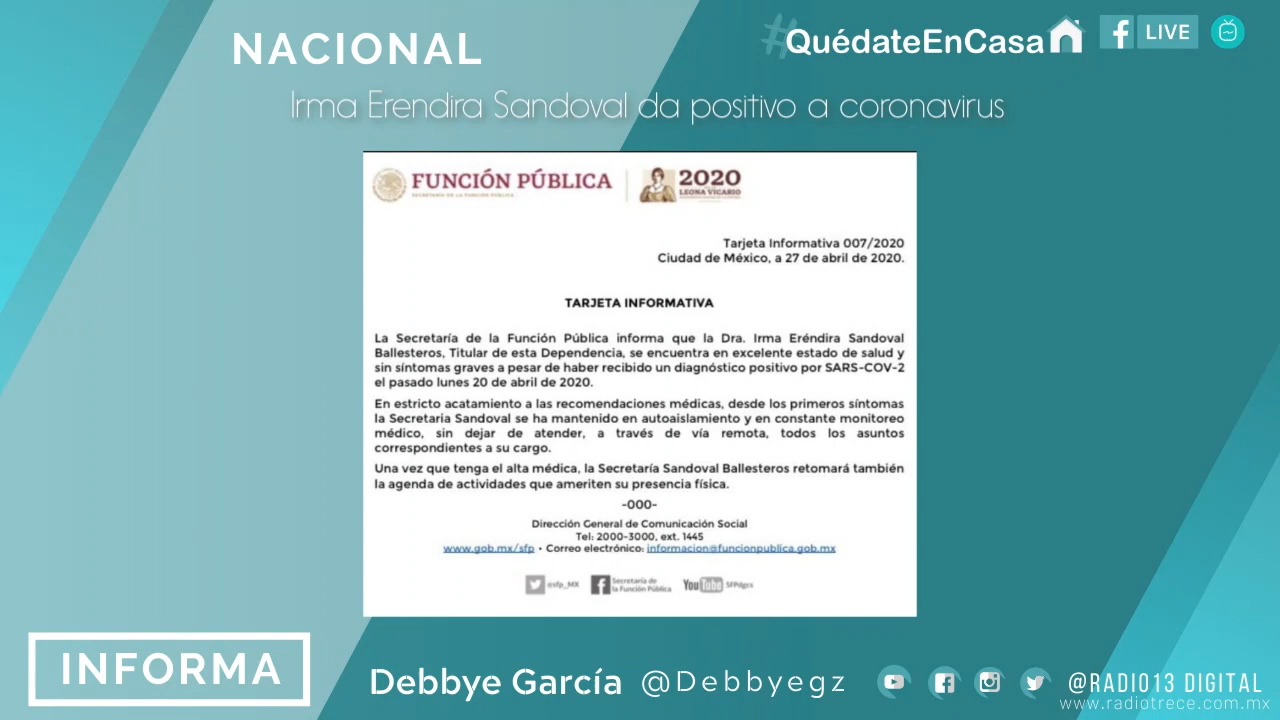 NACIONAL
#QuédateEnCasa
LIVE
Irma Erendira Sandoval da positivo a coronavirus
FUNCIÓN PÚBLICA
SECRETARÍA DE LA FUNCIÓN PÚBLICA
2020
LEONA VICARIO
Tarjeta Informativa 007/2020
Ciudad de México, a 27 de abril de 2020.
TARJETA INFORMATIVA
La Secretaría de la Función Pública informa que la Dra. Irma Eréndira Sandoval
Ballesteros, Titular de esta Dependencia, se encuentra en excelente estado de salud y
sin síntomas graves a pesar de haber recibido un diagnóstico positivo por SARS-COV-2
el pasado lunes 20 de abril de 2020.
En estricto acatamiento a las recomendaciones médicas, desde los primeros síntomas
la Secretaria Sandoval se ha mantenido en autoaislamiento y en constante monitoreo
médico, sin dejar de atender, a través de vía remota, todos los asuntos
correspondientes a su cargo.
Una vez que tenga el alta médica, la Secretaría Sandoval Ballesteros retomará también
la agenda de actividades que ameriten su presencia física.
-000-
Dirección General de Comunicación Social
Tel: 2000-3000, ext. 1445
www.gob.mx/sfp • Correo electrónico: informacion@funcionpublica.gob.mx
@sfp_MX
Secretaría de
la Función Pública
YouTube SFPdgcs
INFORMA
Debbye García @Debbyegz
@RADIO13 DIGITAL
www.radiotrece.com.mx